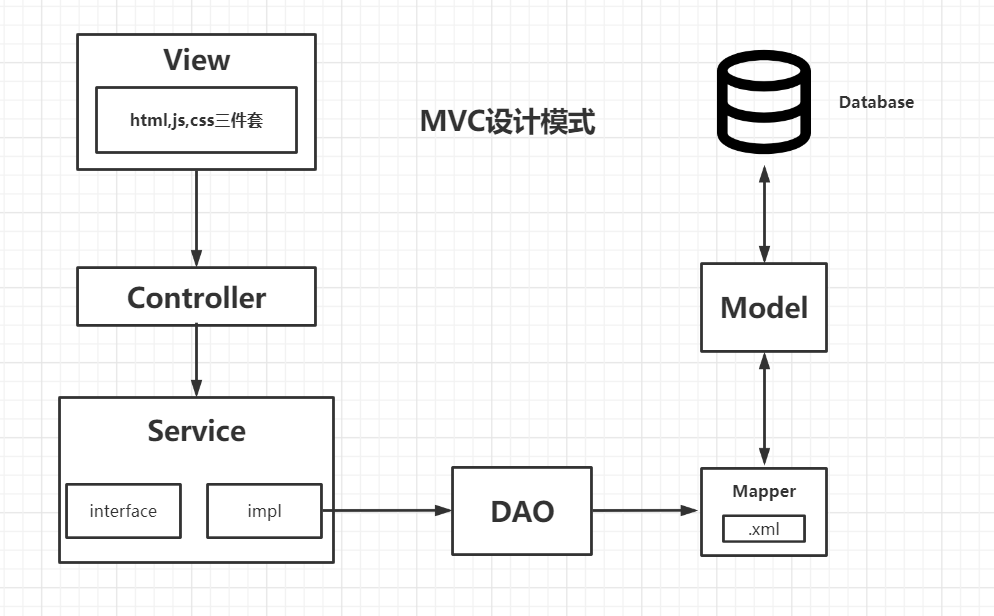 View
html,js,css三件套
MVC设计模式
Database
Controller
Model
Service
interface
impl
DAO
Mapper
.xml